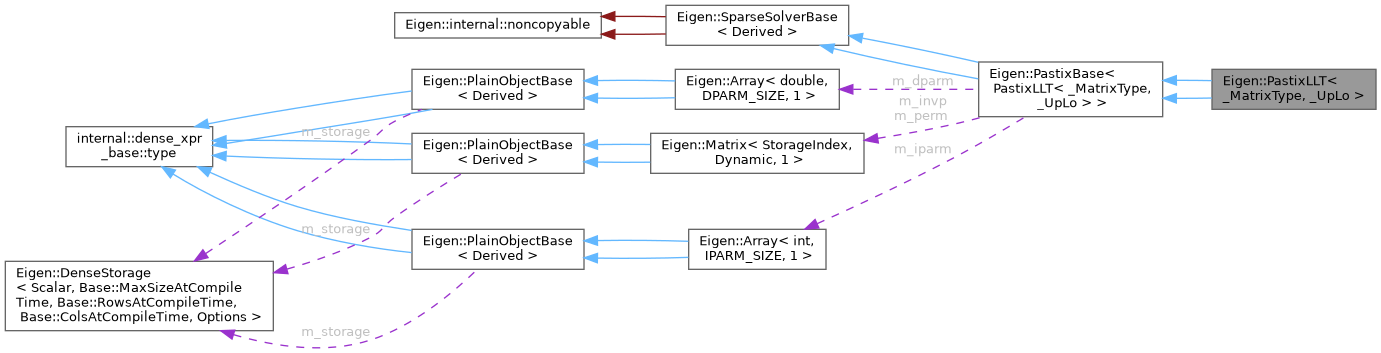 Eigen::internal::noncopyable
Eigen::SparseSolverBase
< Derived >
Eigen::PlainObjectBase
< Derived >
Eigen::Array< double,
DPARM_SIZE, 1 >
m_dparm
Eigen::PastixBase<
PastixLLT< _MatrixType,
_UpLo > >
Eigen::PastixLLT<
_MatrixType, _UpLo >
m_invp
m_perm
m_storage
internal::dense_xpr
_base::type
Eigen::PlainObjectBase
< Derived >
Eigen::Matrix< StorageIndex,
Dynamic, 1 >
m_iparm
m_storage
Eigen::PlainObjectBase
< Derived >
Eigen::Array< int,
IPARM_SIZE, 1 >
Eigen::DenseStorage
< Scalar, Base::MaxSizeAtCompile
Time, Base::RowsAtCompileTime,
Base::ColsAtCompileTime, Options >
m_storage